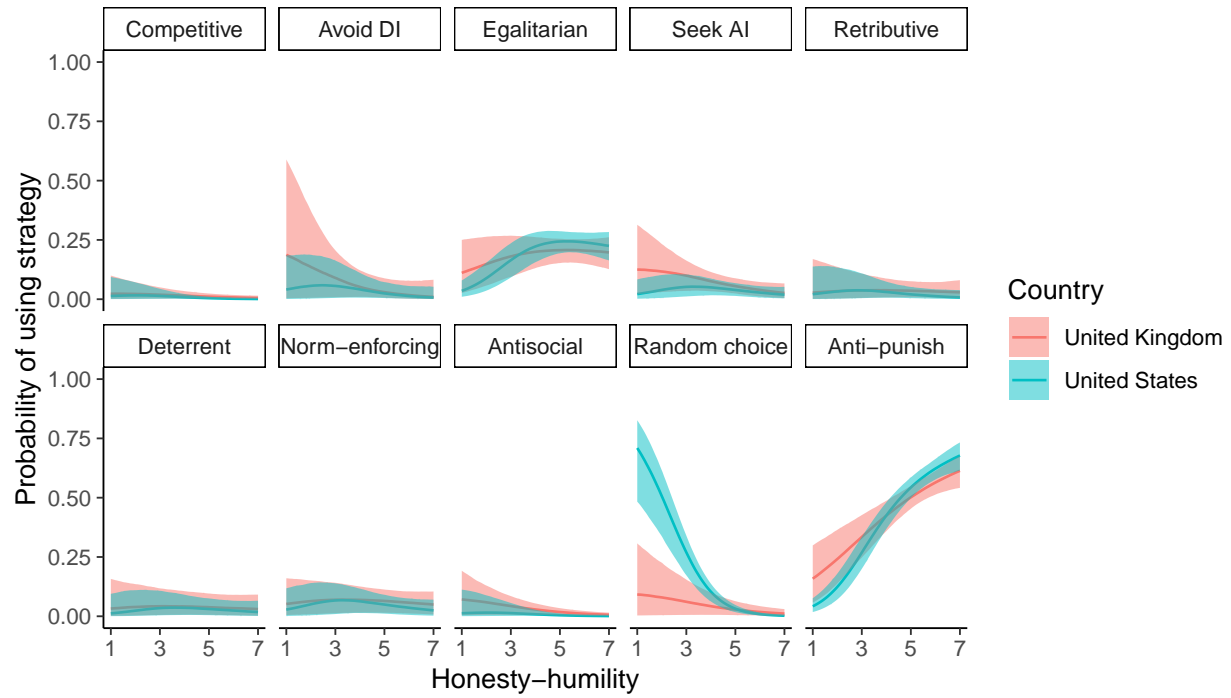 Competitive Avoid DI Egalitarian Seek AI Retributive
1.00
0.75
0.50
0.25
0.00
Deterrent Norm−enforcing Antisocial Random choice Anti−punish
1.00
0.75
0.50
0.25
0.00
1 3 5 7 1 3 5 7 1 3 5 7 1 3 5 7 1 3 5 7
Honesty−humility
Probability of using strategy
Country
United Kingdom
United States